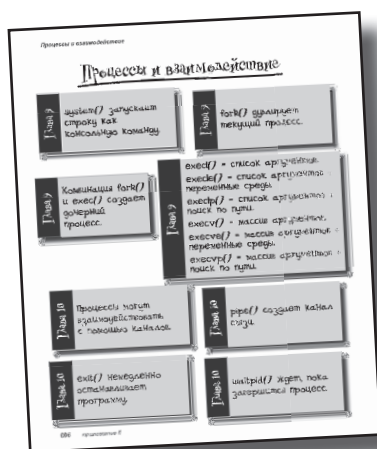 Процессы и взаимодействие
Процессы и взаимодействие
Глава 9
system() запускает
строку как
консольную команду.
Глава 9
fork() дублирует
текущий процесс.
Глава 9
Комбинация fork()
и exec() создает
дочерний
процесс.
Глава 9
execl() – список аргументов.
execle() – список аргументов +
переменные среды.
execlp() – список аргументов +
поиск по пути.
execv() – массив аргументов.
execve() – массив аргументов +
переменные среды.
execvp() – массив аргументов +
поиск по пути.
Глава 10
Процессы могут
взаимодействовать
с помощью каналов.
Глава 10
pipe() создает канал
связи.
Глава 10
exit() немедленно
останавливает
программу.
Глава 10
waitpid() ждет, пока
завершится процесс.
686 приложение Б